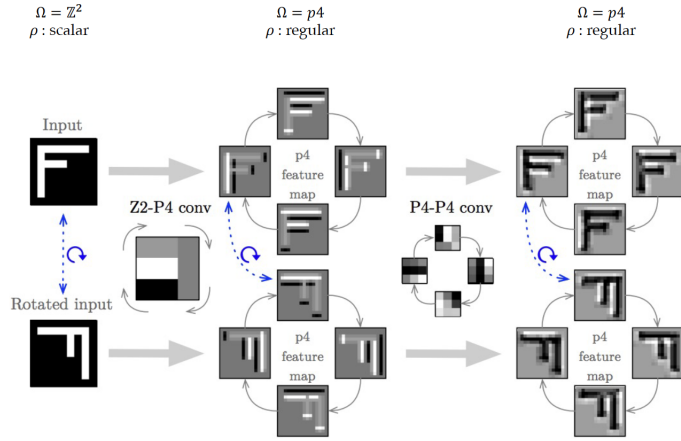 Ω = ℤ²
ρ : scalar
Ω = p4
ρ : regular
Ω = p4
ρ : regular
Input
p4
feature
map
p4
feature
map
Z2-P4 conv
P4-P4 conv
Rotated input
p4
feature
map
p4
feature
map